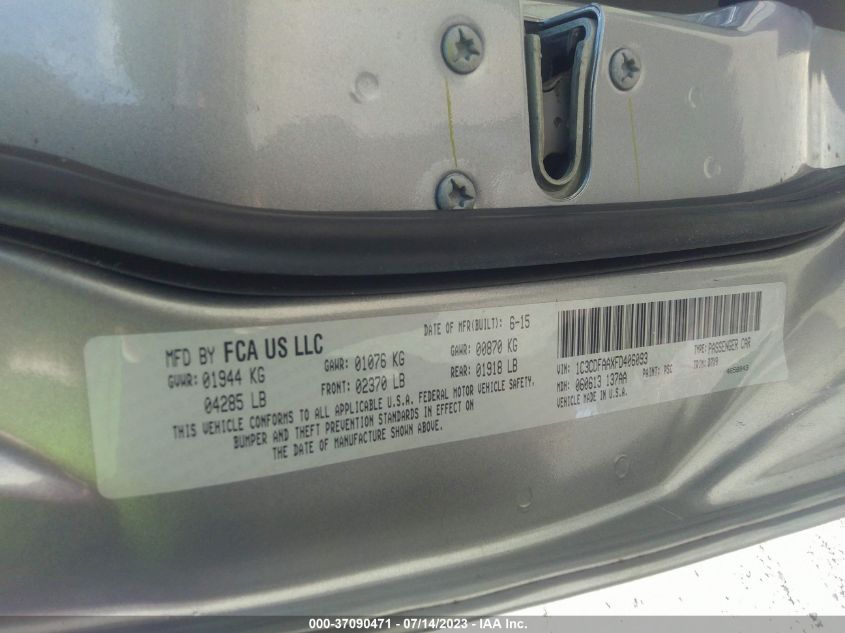 MFD BY FCA US LLC
DATE OF MFR(BUILT): 6-15
GVWR: 01944 KG
04285 LB
GAWR: 01076 KG
FRONT: 02370 LB
GAWR: 00870 KG
REAR: 01918 LB
THIS VEHICLE CONFORMS TO ALL APPLICABLE U.S.A. FEDERAL MOTOR VEHICLE SAFETY,
BUMPER AND THEFT PREVENTION STANDARDS IN EFFECT ON
THE DATE OF MANUFACTURE SHOWN ABOVE.
VIN: 1C3CDFAAXFD406093
TYPE: PASSENGER CAR
MDH: 060613 137AA
PAINT: PSC
TRIM:
VEHICLE MADE IN U.S.A.
000-37090471 - 07/14/2023 - IAA Inc.